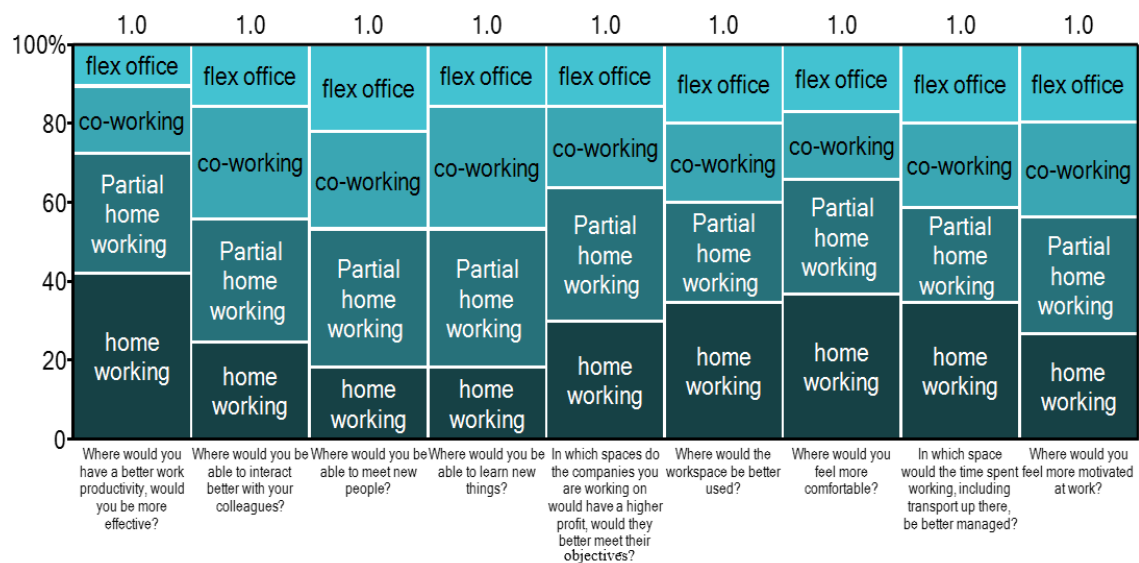 1.0 1.0 1.0 1.0 1.0 1.0 1.0 1.0 1.0
100%
80
60
40
20
0
flex office
co-working
Partial
home
working
home
working
flex office
co-working
Partial
home
working
home
working
flex office
co-working
Partial
home
working
home
working
flex office
co-working
Partial
home
working
home
working
flex office
co-working
Partial
home
working
home
working
flex office
co-working
Partial
home
working
home
working
flex office
co-working
Partial
home
working
home
working
flex office
co-working
Partial
home
working
home
working
flex office
co-working
Partial
home
working
home
working
Where would you
have a better work
productivity, would
you be more
effective?
Where would you be
able to interact
better with your
colleagues?
Where would you be
able to meet new
people?
Where would you be
able to learn new
things?
In which spaces do
the companies you
are working on
would have a higher
profit, would they
better meet their
objectives?
Where would the
workspace be better
used?
Where would you
feel more
comfortable?
In which space
would the time spent
working, including
transport up there,
be better managed?
Where would you
feel more motivated
at work?